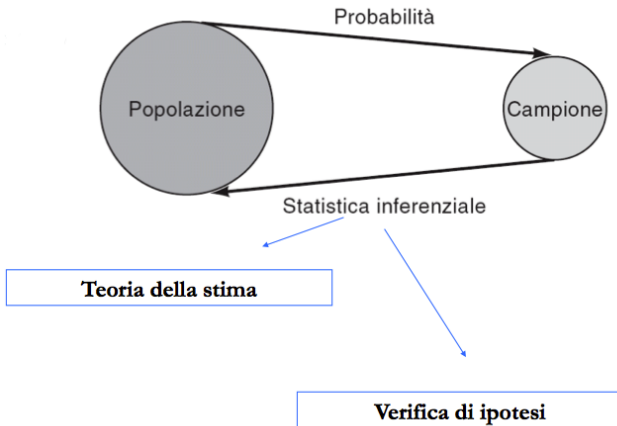 Probabilità
Popolazione
Campione
Statistica inferenziale
Teoria della stima
Verifica di ipotesi